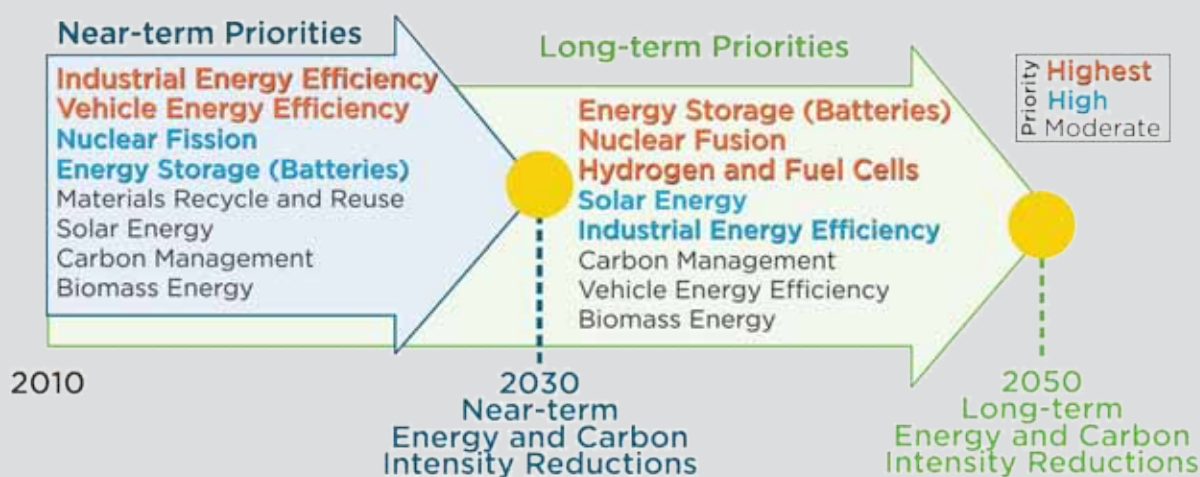 Near-term Priorities
Industrial Energy Efficiency
Vehicle Energy Efficiency
Nuclear Fission
Energy Storage (Batteries)
Materials Recycle and Reuse
Solar Energy
Carbon Management
Biomass Energy
Long-term Priorities
Energy Storage (Batteries)
Nuclear Fusion
Hydrogen and Fuel Cells
Solar Energy
Industrial Energy Efficiency
Carbon Management
Vehicle Energy Efficiency
Biomass Energy
Priority
Highest
High
Moderate
2010
2030
Near-term
Energy and Carbon
Intensity Reductions
2050
Long-term
Energy and Carbon
Intensity Reductions